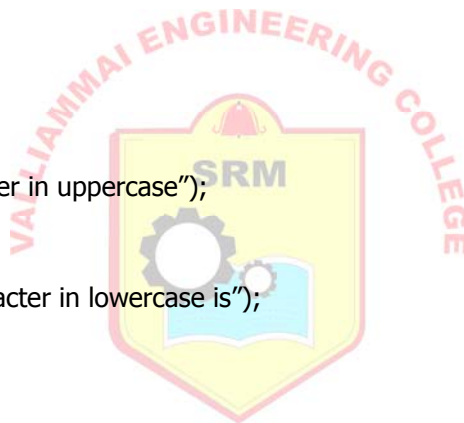 VALLIAMMAI ENGINEERING COLLEGE
SRM
er in uppercase”);
acter in lowercase is”);